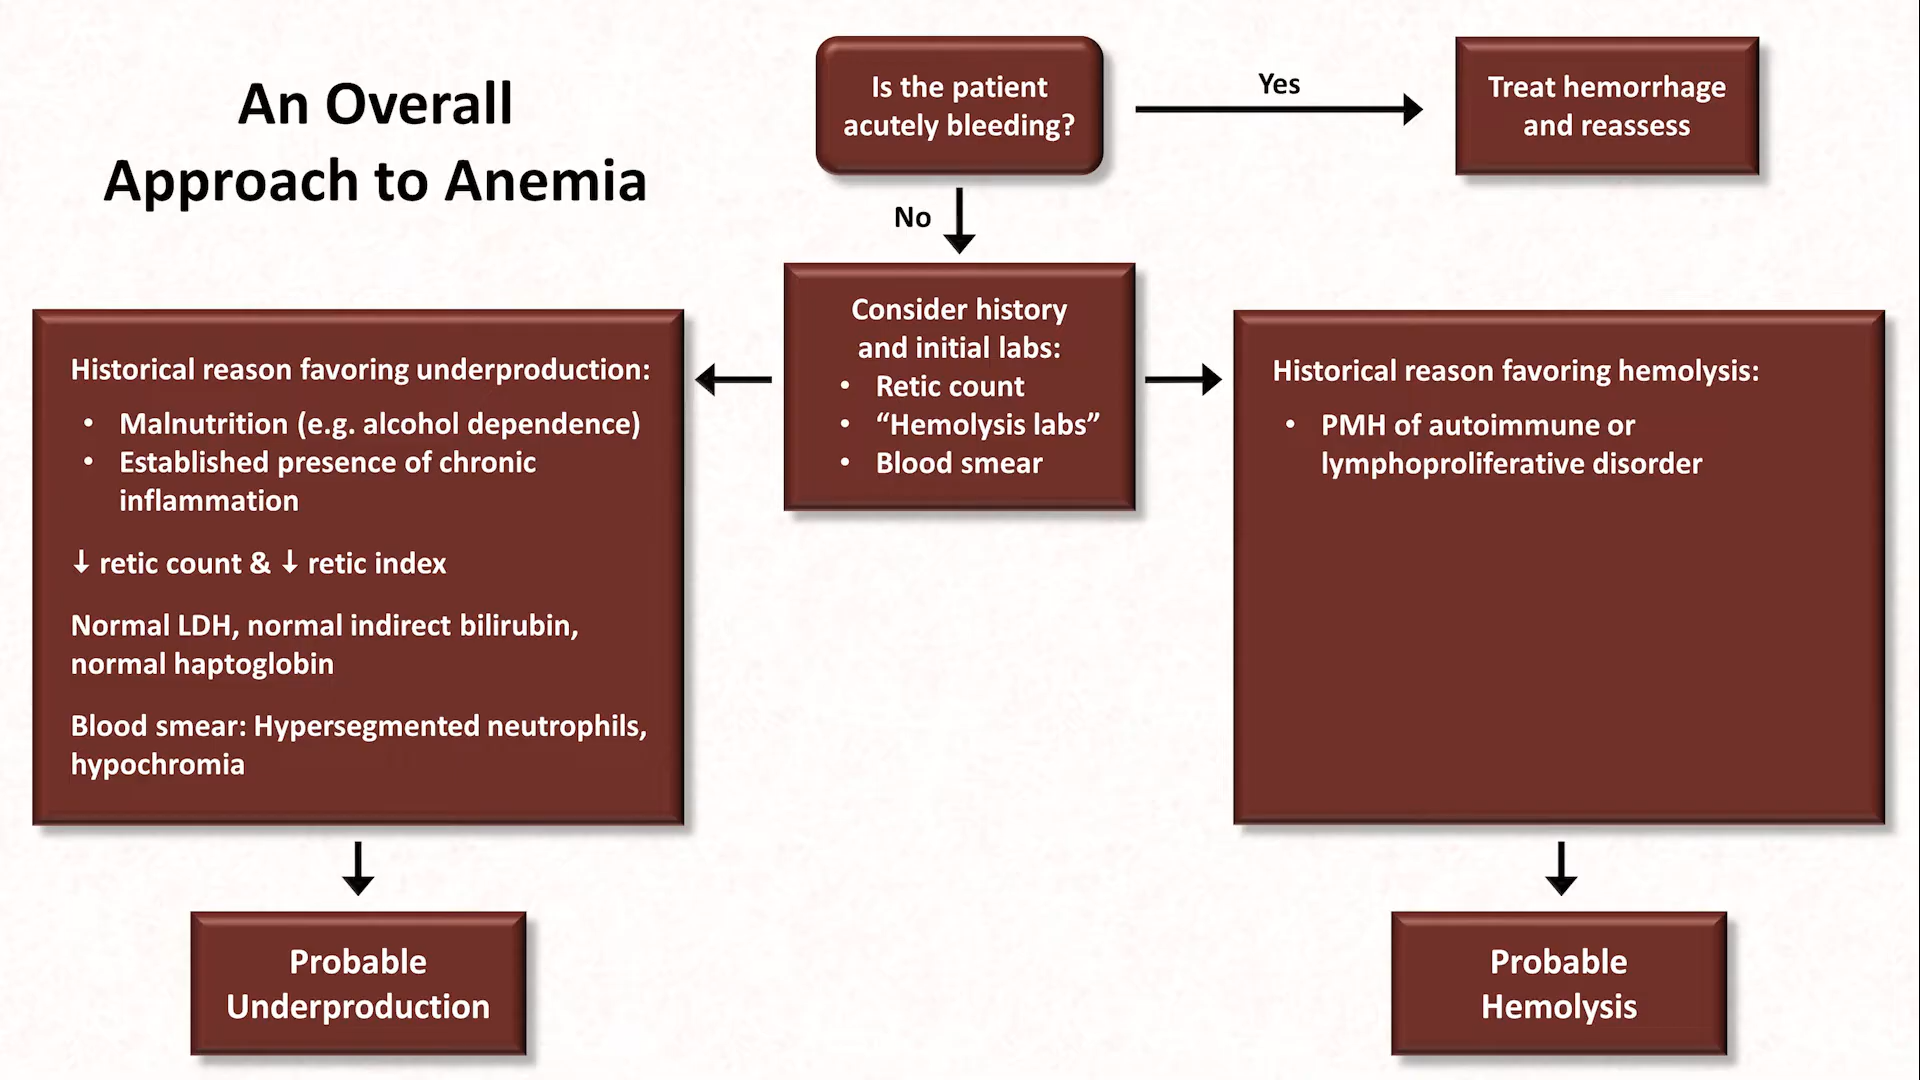 An Overall
Approach to Anemia
Is the patient
acutely bleeding?
Yes
Treat hemorrhage
and reassess
No
Consider history
and initial labs:
• Retic count
• “Hemolysis labs”
• Blood smear
Historical reason favoring underproduction:
• Malnutrition (e.g. alcohol dependence)
• Established presence of chronic
inflammation
↓ retic count & ↓ retic index
Normal LDH, normal indirect bilirubin,
normal haptoglobin
Blood smear: Hypersegmented neutrophils,
hypochromia
Historical reason favoring hemolysis:
• PMH of autoimmune or
lymphoproliferative disorder
Probable
Underproduction
Probable
Hemolysis